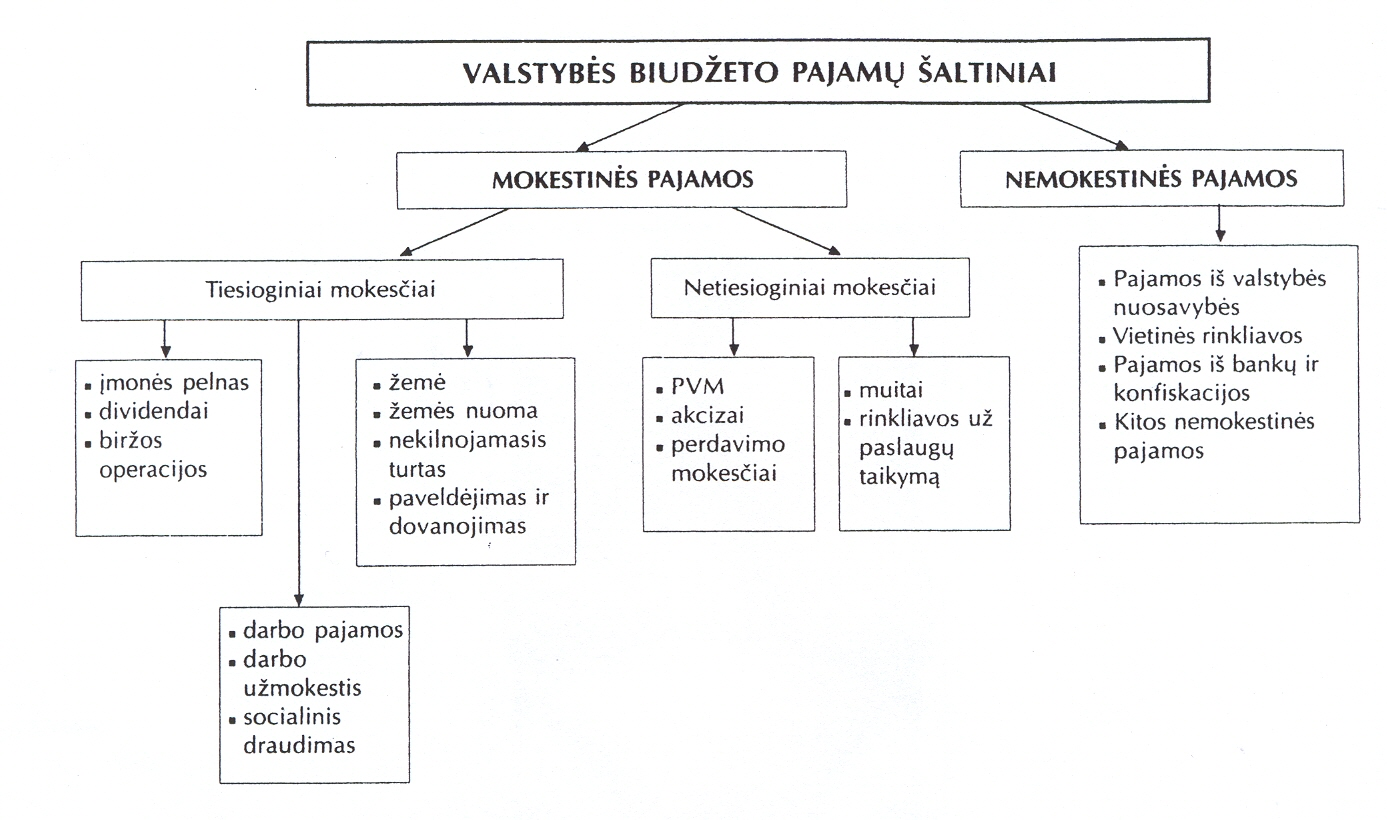 VALSTYBĖS BIUDŽETO PAJAMŲ ŠALTINIAI
MOKESTINĖS PAJAMOS
NEMOKESTINĖS PAJAMOS
Tiesioginiai mokesčiai
Netiesioginiai mokesčiai
▪ įmonės pelnas
▪ dividendai
▪ biržos
operacijos
▪ darbo pajamos
▪ darbo
užmokestis
▪ socialinis
draudimas
▪ žemė
▪ žemės nuoma
▪ nekilnojamasis
turtas
▪ paveldėjimas ir
dovanojimas
▪ PVM
▪ akcizai
▪ perdavimo
mokesčiai
▪ muitai
▪ rinkliavos už
paslaugų
taikymą
▪ Pajamos iš valstybės
nuosavybės
▪ Vietinės rinkliavos
▪ Pajamos iš bankų ir
konfiskacijos
▪ Kitos nemokestinės
pajamos